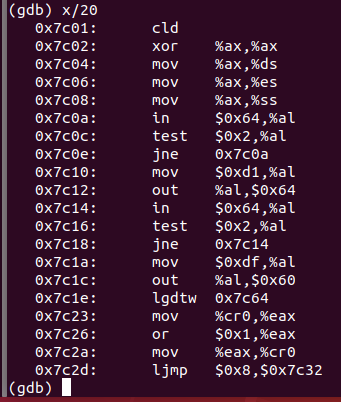 (gdb) x/20
0x7c01: cld
0x7c02: xor %ax,%ax
0x7c04: mov %ax,%ds
0x7c06: mov %ax,%es
0x7c08: mov %ax,%ss
0x7c0a: in $0x64,%al
0x7c0c: test $0x2,%al
0x7c0e: jne 0x7c0a
0x7c10: mov $0xd1,%al
0x7c12: out %al,$0x64
0x7c14: in $0x64,%al
0x7c16: test $0x2,%al
0x7c18: jne 0x7c14
0x7c1a: mov $0xdf,%al
0x7c1c: out %al,$0x60
0x7c1e: lgdtw 0x7c64
0x7c23: mov %cr0,%eax
0x7c26: or $0x1,%eax
0x7c2a: mov %eax,%cr0
0x7c2d: ljmp $0x8,$0x7c32
(gdb)